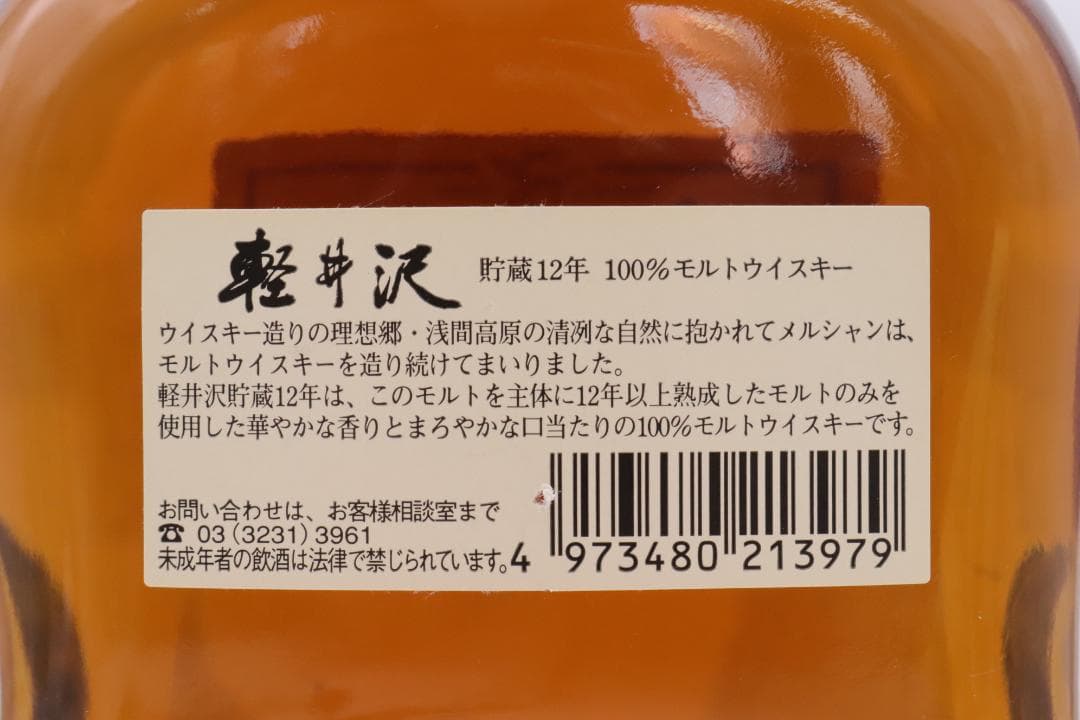 軽井沢 貯蔵12年 100%モルトウイスキー
ウイスキー造りの理想郷・浅間高原の清冽な自然に抱かれてメルシャンは、
モルトウイスキーを造り続けてまいりました。
軽井沢貯蔵12年は、このモルトを主体に12年以上熟成したモルトのみを
使用した華やかな香りとまろやかな口当たりの100%モルトウイスキーです。
お問い合わせは、お客様相談室まで
☎ 03(3231)3961
未成年者の飲酒は法律で禁じられています。
4 973480 213979